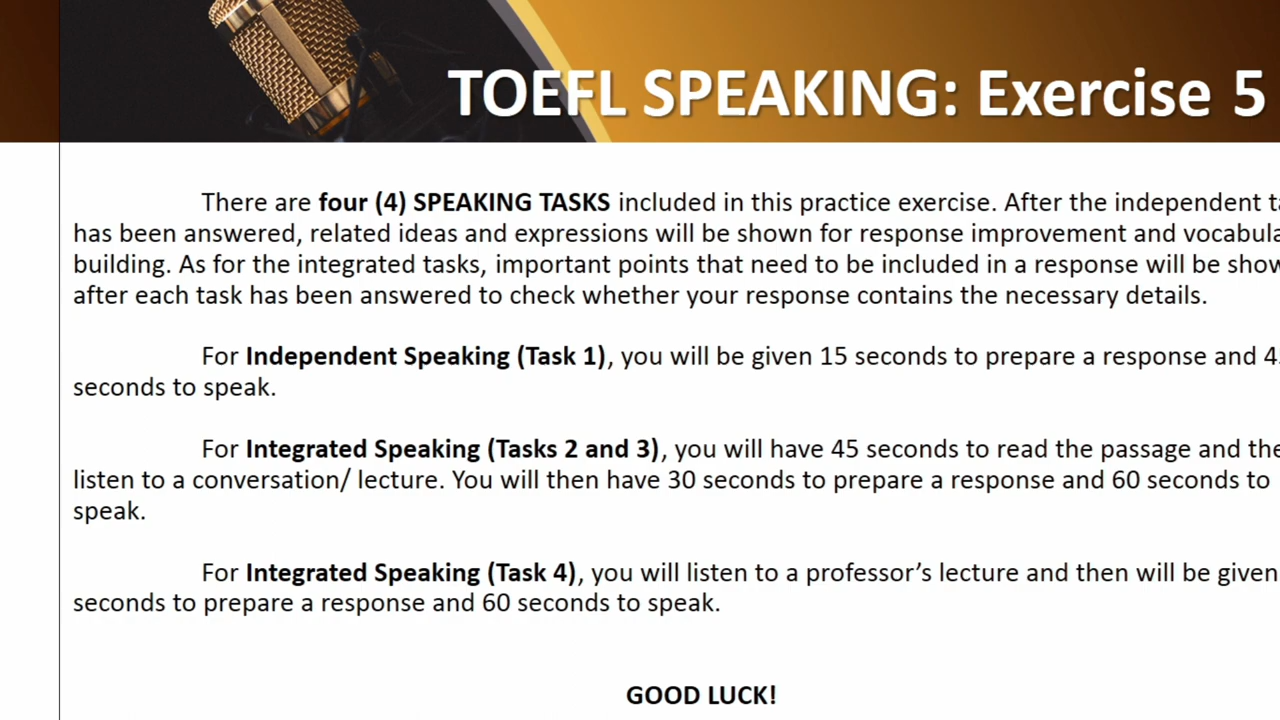 TOEFL SPEAKING: Exercise 5
There are four (4) SPEAKING TASKS included in this practice exercise. After the independent
has been answered, related ideas and expressions will be shown for response improvement and
building. As for the integrated tasks, important points that need to be included in a response will be
after each task has been answered to check whether your response contains the necessary details.
For Independent Speaking (Task 1), you will be given 15 seconds to prepare a response and
seconds to speak.
For Integrated Speaking (Tasks 2 and 3), you will have 45 seconds to read the passage and
listen to a conversation/ lecture. You will then have 30 seconds to prepare a response and 60 seconds to
speak.
For Integrated Speaking (Task 4), you will listen to a professor’s lecture and then will be given
seconds to prepare a response and 60 seconds to speak.
GOOD LUCK!